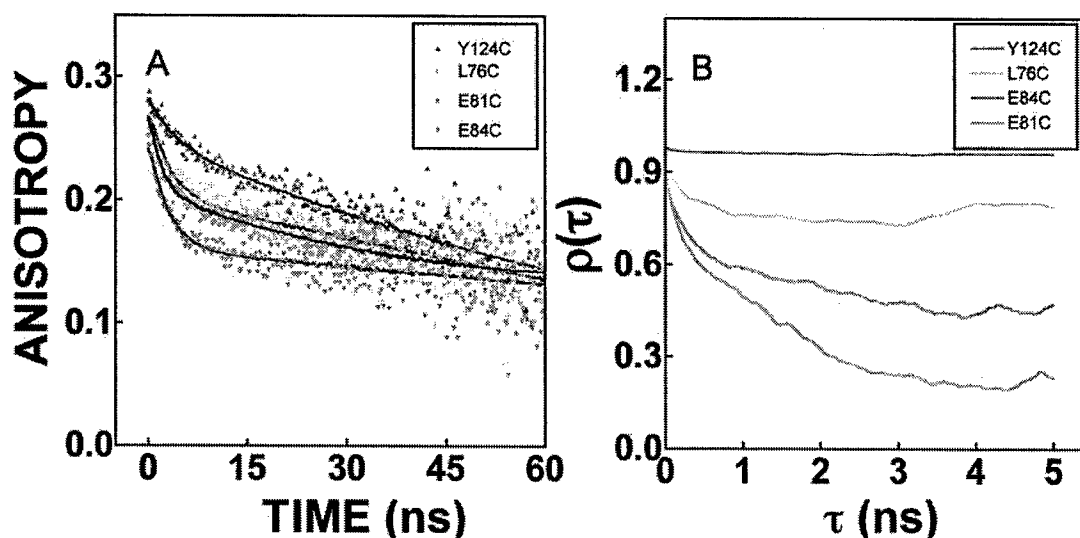 A
Y124C
L76C
E81C
E84C
ANISOTROPY
0.3
0.2
0.1
0.0
0 15 30 45 60
TIME (ns)
B
Y124C
L76C
E84C
E81C
ρ(τ)
1.2
0.9
0.6
0.3
0.0
0 1 2 3 4 5
τ (ns)